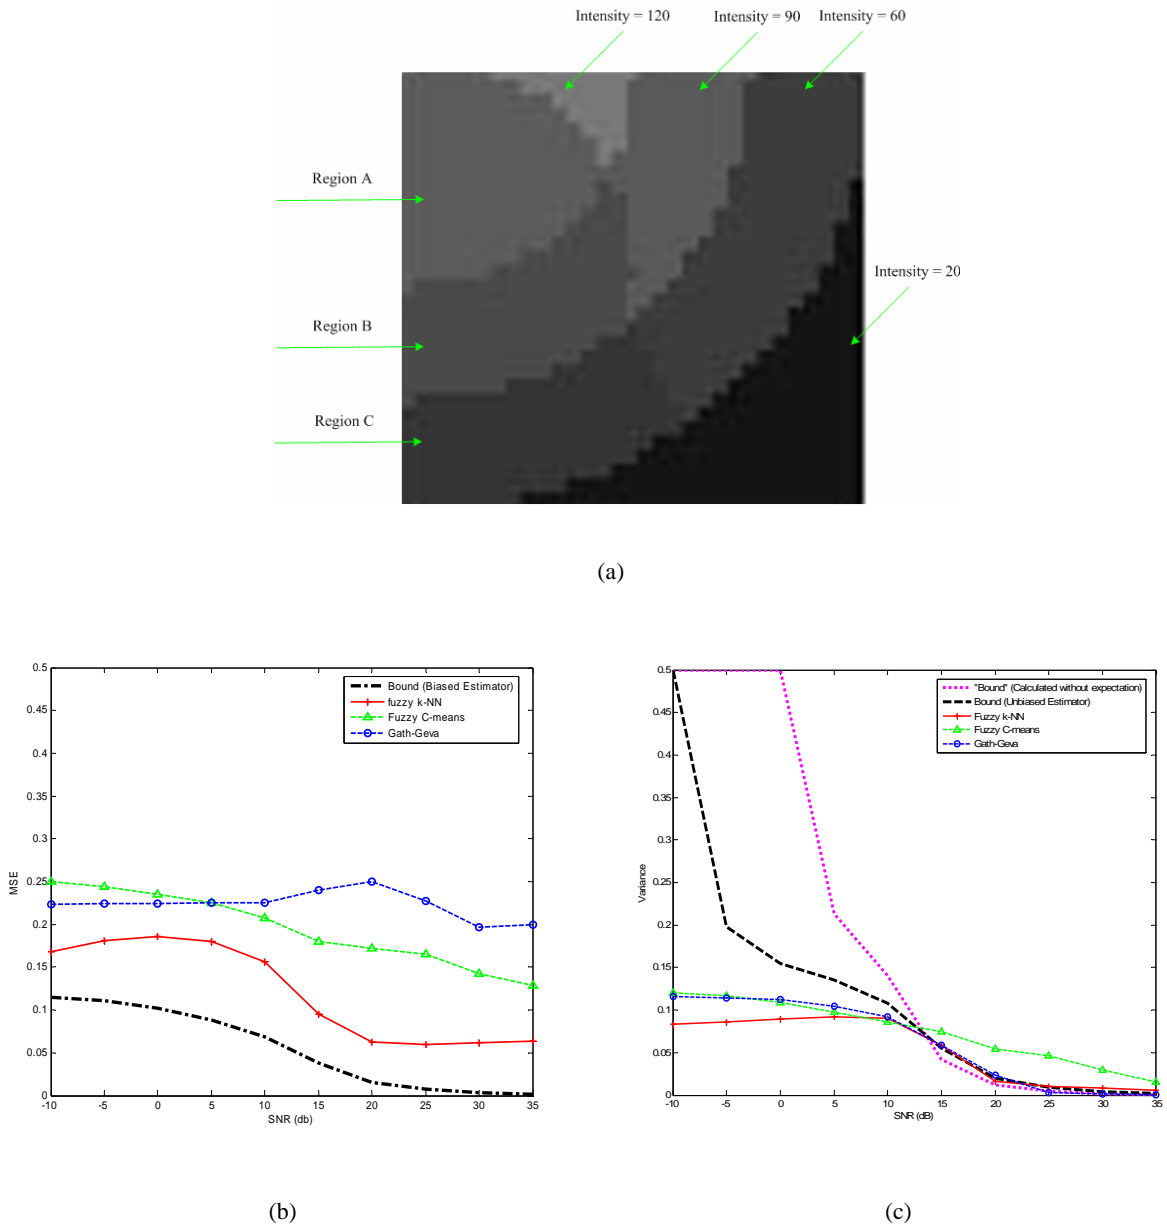 Intensity = 120
Intensity = 90
Intensity = 60
Region A
Intensity = 20
Region B
Region C
(a)
0.5
0.45
0.4
0.35
0.3
0.25
0.2
0.15
0.1
0.05
0
MSE
Bound (Biased Estimator)
fuzzy k-NN
Fuzzy C-means
Gath-Geva
-10 -5 0 5 10 15 20 25 30 35
SNR (db)
(b)
0.5
0.45
0.4
0.35
0.3
0.25
0.2
0.15
0.1
0.05
0
Variance
"Bound" (Calculated without expectation)
Bound (Unbiased Estimator)
Fuzzy k-NN
Fuzzy C-means
Gath-Geva
-10 -5 0 5 10 15 20 25 30 35
SNR (dB)
(c)